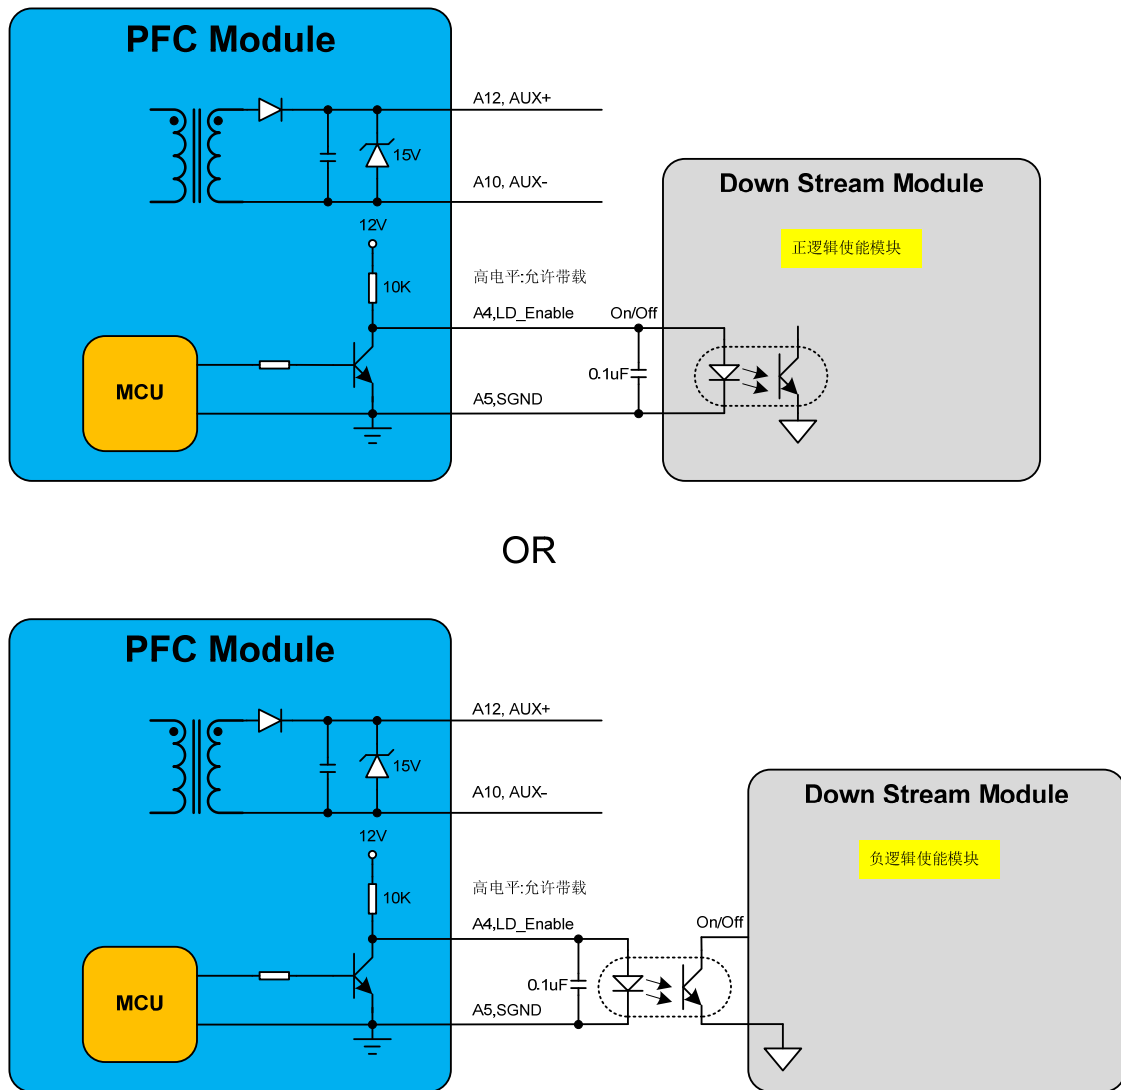 PFC Module
A12, AUX+
15V
A10, AUX-
Down Stream Module
12V
正逻辑使能模块
高电平:允许带载
10K
A4,LD_Enable
On/Off
MCU
0.1uF
A5,SGND
OR
PFC Module
A12, AUX+
15V
A10, AUX-
Down Stream Module
12V
负逻辑使能模块
高电平:允许带载
10K
A4,LD_Enable
On/Off
MCU
0.1uF
A5,SGND